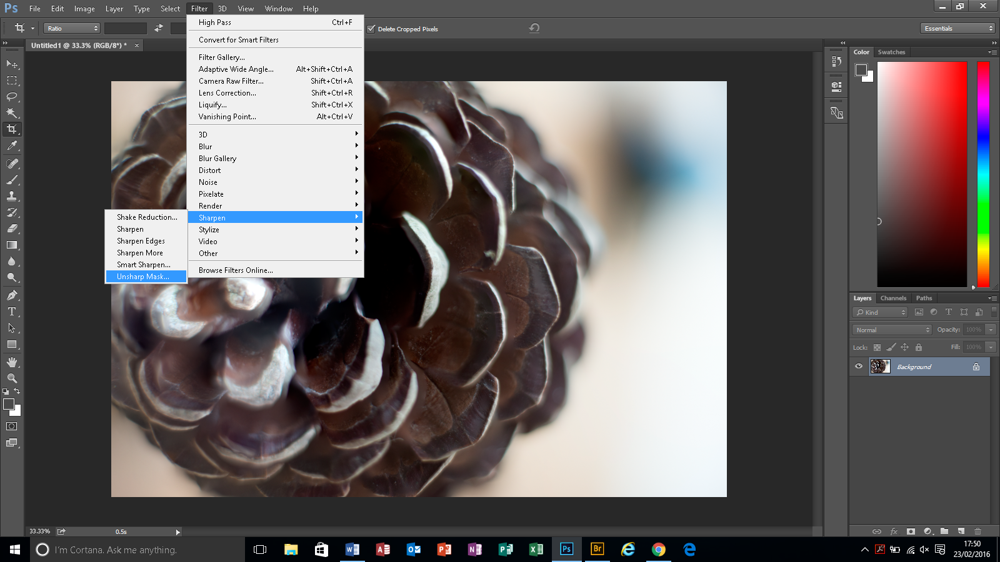 Ps File Edit Image Layer Type Select Filter 3D View Window Help
Ratio
Delete Cropped Pixels
Essentials
Untitled1 @ 33.3% (RGB/8*) * ×
High Pass Ctrl+F
Convert for Smart Filters
Filter Gallery...
Adaptive Wide Angle... Alt+Shift+Ctrl+A
Camera Raw Filter... Shift+Ctrl+A
Lens Correction... Shift+Ctrl+R
Liquify... Shift+Ctrl+X
Vanishing Point... Alt+Ctrl+V
3D
Blur
Blur Gallery
Distort
Noise
Pixelate
Render
Sharpen
Stylize
Video
Other
Browse Filters Online...
Shake Reduction...
Sharpen
Sharpen Edges
Sharpen More
Smart Sharpen...
Unsharp Mask...
Color Swatches
Layers Channels Paths
Kind
Normal Opacity: 100%
Lock: Fill: 100%
Background
fx
33.33% 0.5s
I'm Cortana. Ask me anything.
Ps Br
17:50
23/02/2016